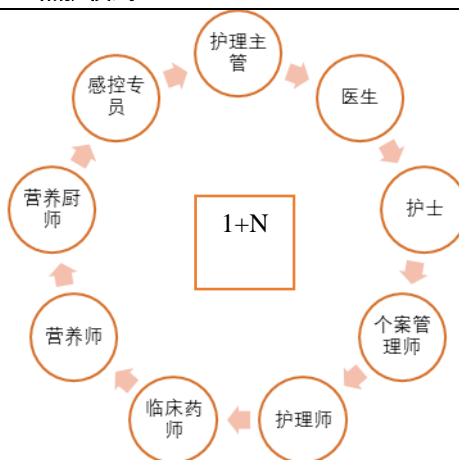 护理主
管
医生
护士
个案管
理师
护理师
临床药
师
营养师
营养厨
师
感控专
员
1+N